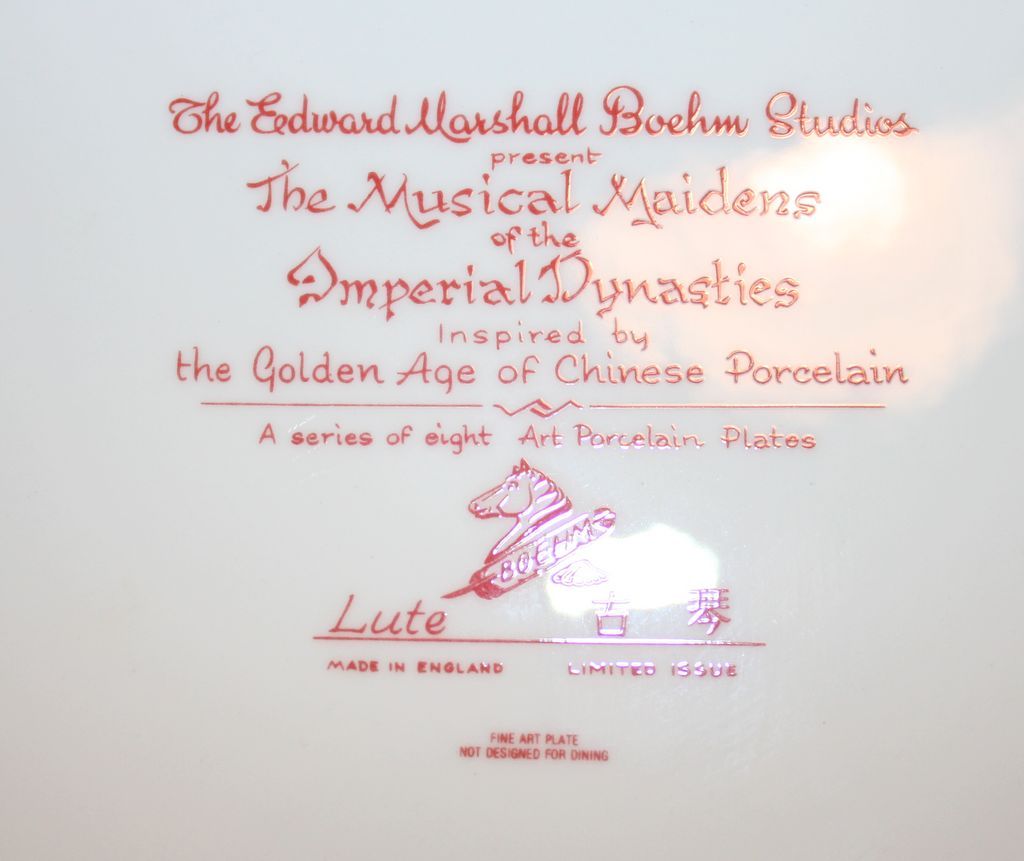 The Edward Marshall Boehm Studios
present
The Musical Maidens
of the
Imperial Dynasties
Inspired by
the Golden Age of Chinese Porcelain
A series of eight Art Porcelain Plates
BOEHM
Lute 古 琴
MADE IN ENGLAND LIMITED ISSUE
FINE ART PLATE
NOT DESIGNED FOR DINING